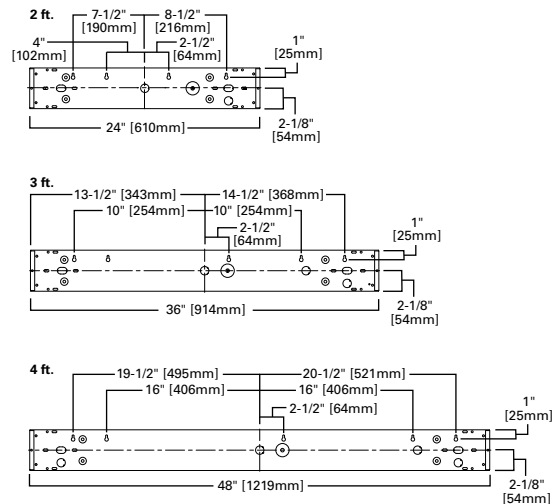 2 ft.
7-1/2" 8-1/2"
[190mm] [216mm]
4" 2-1/2"
[102mm] [64mm]
1"
[25mm]
24" [610mm]
2-1/8"
[54mm]
3 ft.
13-1/2" [343mm] 14-1/2" [368mm]
10" [254mm] 10" [254mm]
2-1/2"
[64mm]
1"
[25mm]
36" [914mm]
2-1/8"
[54mm]
4 ft.
19-1/2" [495mm] 20-1/2" [521mm]
16" [406mm] 16" [406mm]
2-1/2" [64mm]
1"
[25mm]
48" [1219mm]
2-1/8"
[54mm]